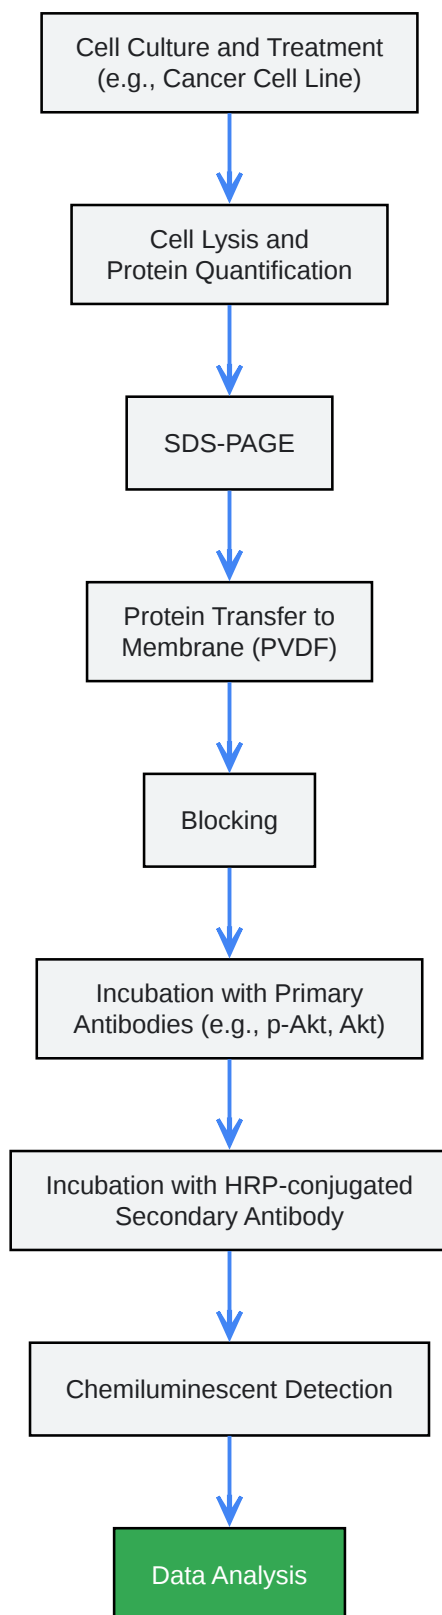 Cell Culture and Treatment
(e.g., Cancer Cell Line)
Cell Lysis and
Protein Quantification
SDS-PAGE
Protein Transfer to
Membrane (PVDF)
Blocking
Incubation with Primary
Antibodies (e.g., p-Akt, Akt)
Incubation with HRP-conjugated
Secondary Antibody
Chemiluminescent Detection
Data Analysis